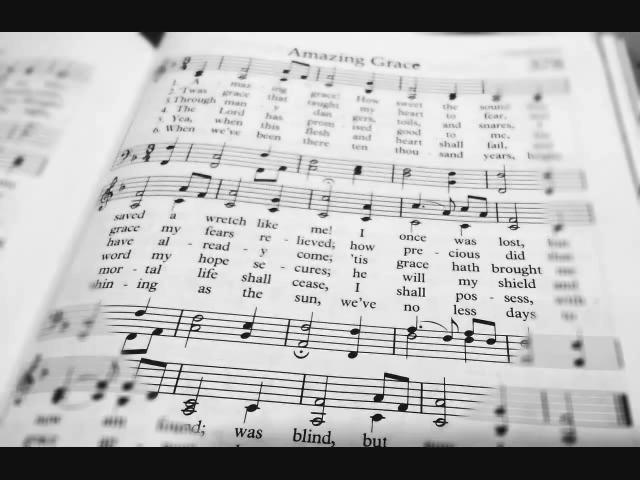 Amazing Grace
1. A - maz - ing grace! How sweet the sound
2. 'Twas grace that taught my heart to fear,
3. Through man - y dan - gers, toils, and snares,
4. The Lord has prom - ised good to me,
5. Yea, when this flesh and heart shall fail,
6. When we've been there ten thou - sand years,
saved a wretch like me! I once was lost,
grace my fears re - lieved; how pre - cious did
have al - read - y come; 'tis grace hath brought
word my hope se - cures; he will my shield
mor - tal life shall cease, I shall pos - sess,
shin - ing as the sun, we've no less days
now am found; was blind, but